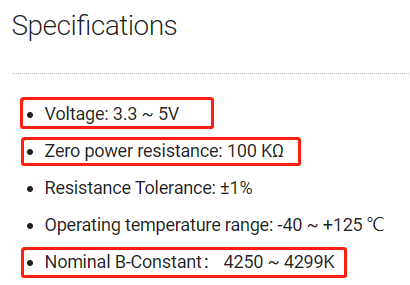 Specifications
• Voltage: 3.3 ~ 5V
• Zero power resistance: 100 KΩ
• Resistance Tolerance: ±1%
• Operating temperature range: -40 ~ +125 ℃
• Nominal B-Constant： 4250 ~ 4299K